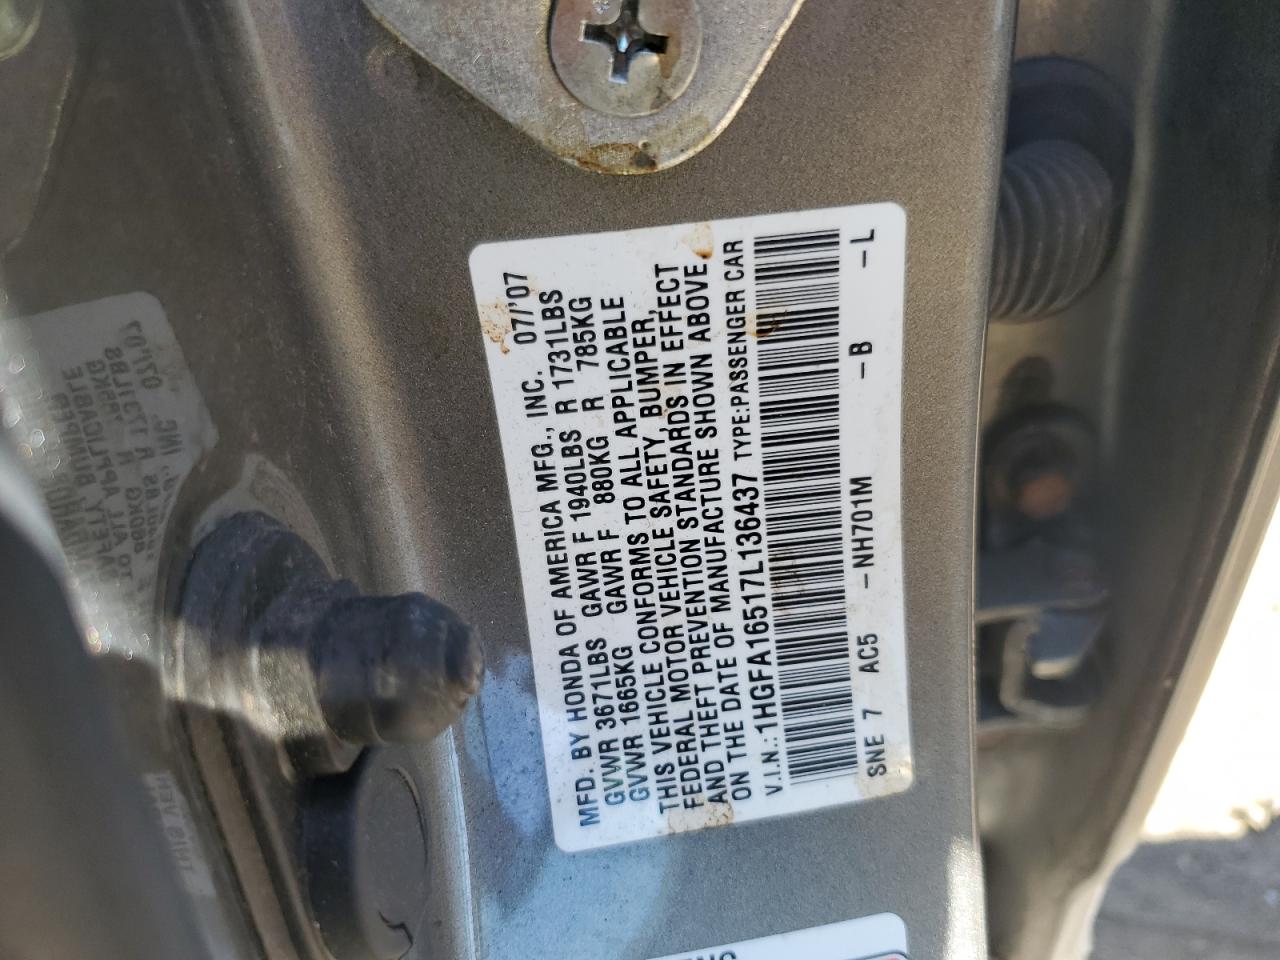 MFD. BY HONDA OF AMERICA MFG., INC. 07/'07
GVWR 3671LBS GAWR F 1940LBS R 1731LBS
GVWR 1665KG GAWR F 880KG R 785KG
THIS VEHICLE CONFORMS TO ALL APPLICABLE
FEDERAL MOTOR VEHICLE SAFETY, BUMPER,
AND THEFT PREVENTION STANDARDS IN EFFECT
ON THE DATE OF MANUFACTURE SHOWN ABOVE.
V.I.N.: 1HGFA16517L136437 TYPE:PASSENGER CAR
SNE 7 AC5 -NH701M -B -L